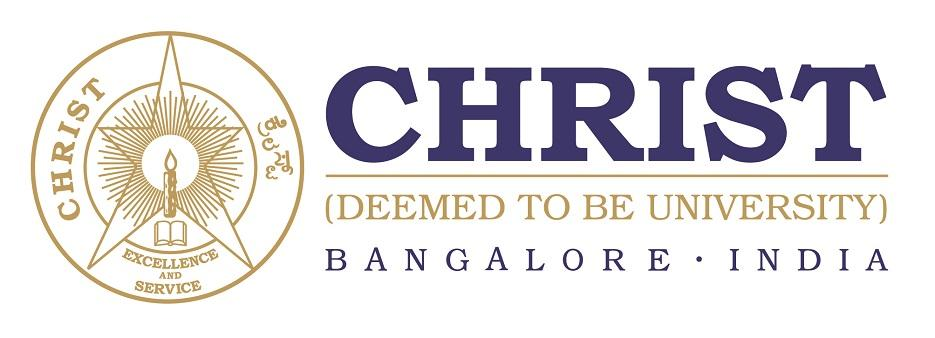 CHRIST
ಕ್ರೈಸ್ಟ್
EXCELLENCE
AND
SERVICE
CHRIST
(DEEMED TO BE UNIVERSITY)
BANGALORE · INDIA